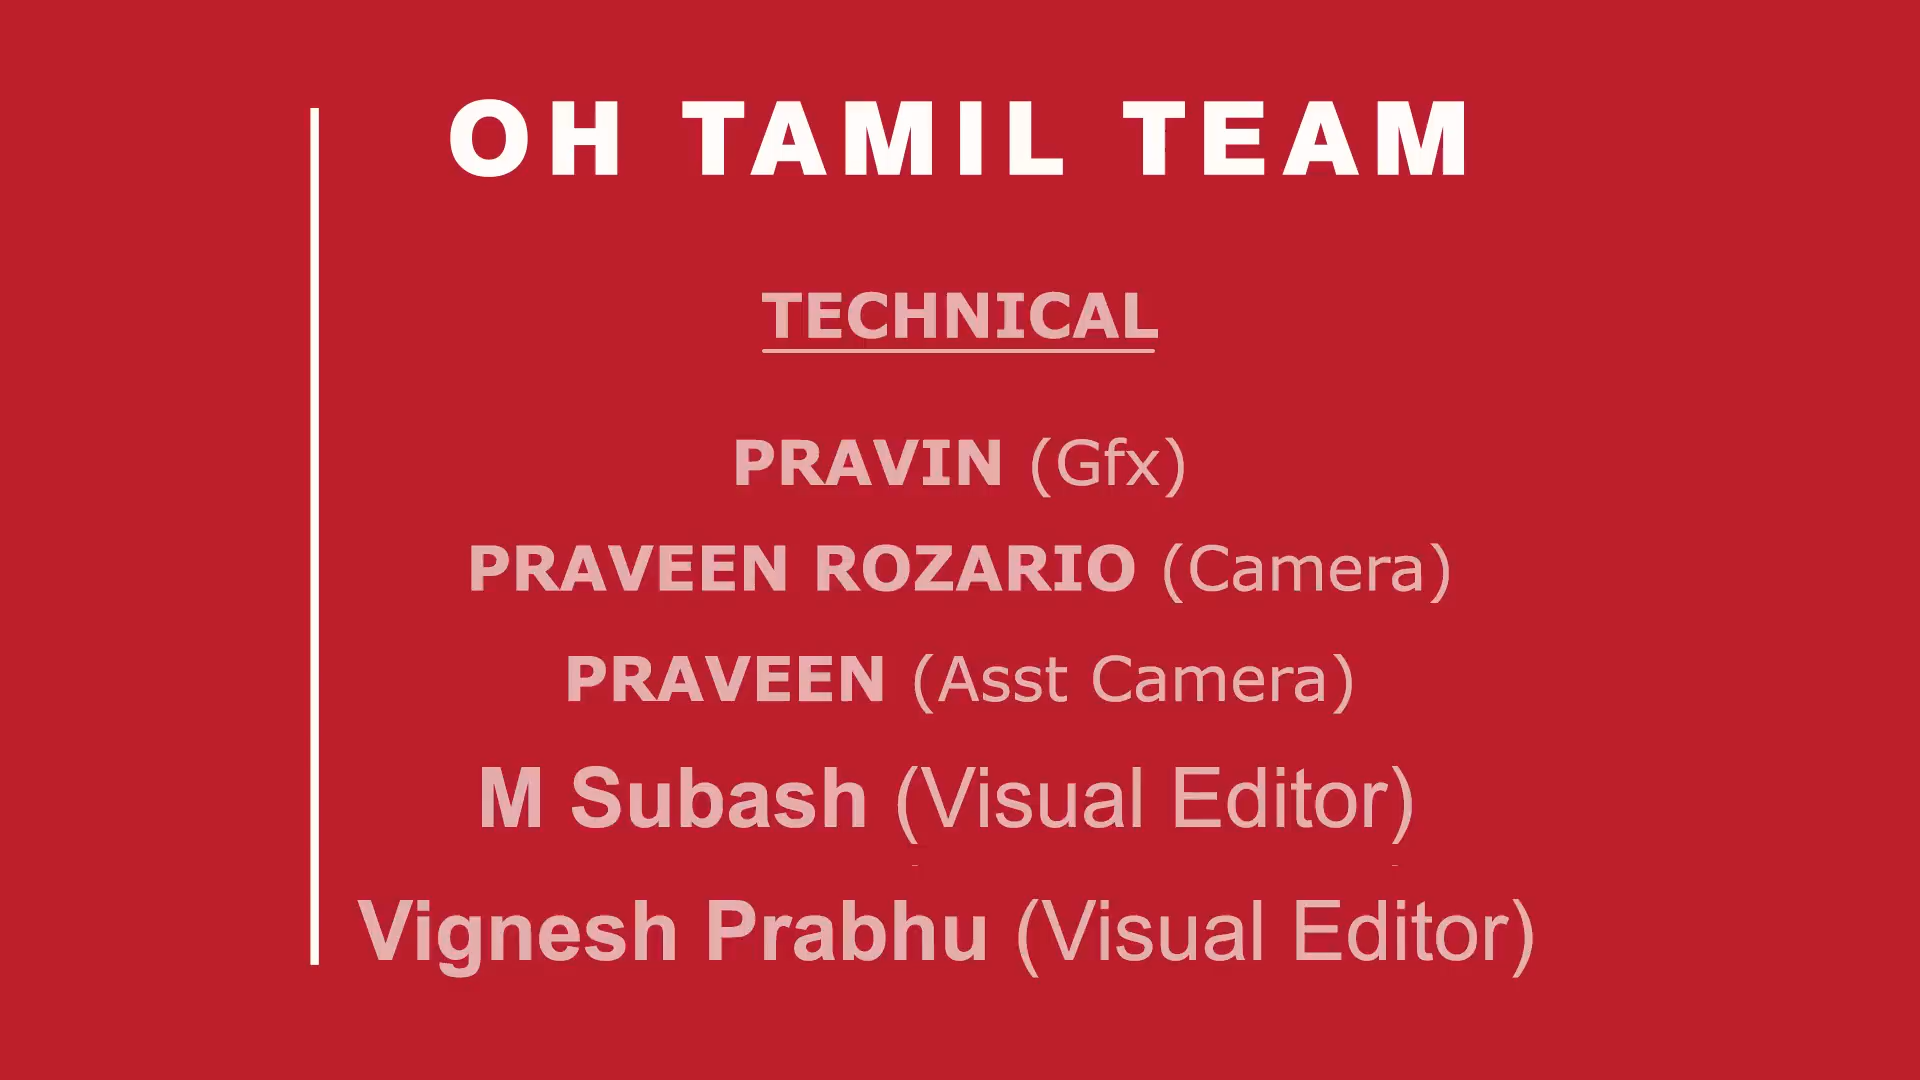 OH TAMIL TEAM
TECHNICAL
PRAVIN (Gfx)
PRAVEEN ROZARIO (Camera)
PRAVEEN (Asst Camera)
M Subash (Visual Editor)
Vignesh Prabhu (Visual Editor)